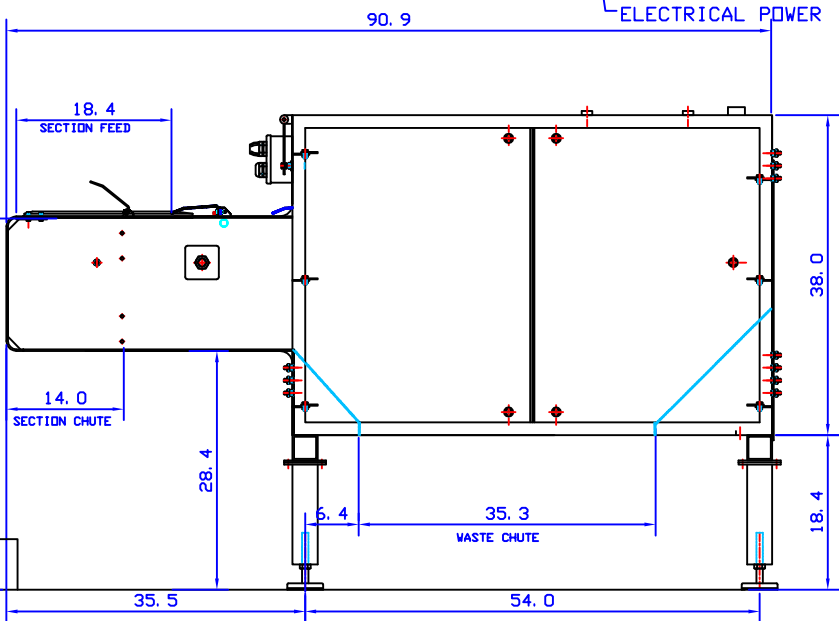 ELECTRICAL POWER
90.9
18.4
SECTION FEED
38.0
14.0
SECTION CHUTE
28.4
6.4
35.3
WASTE CHUTE
18.4
35.5
54.0